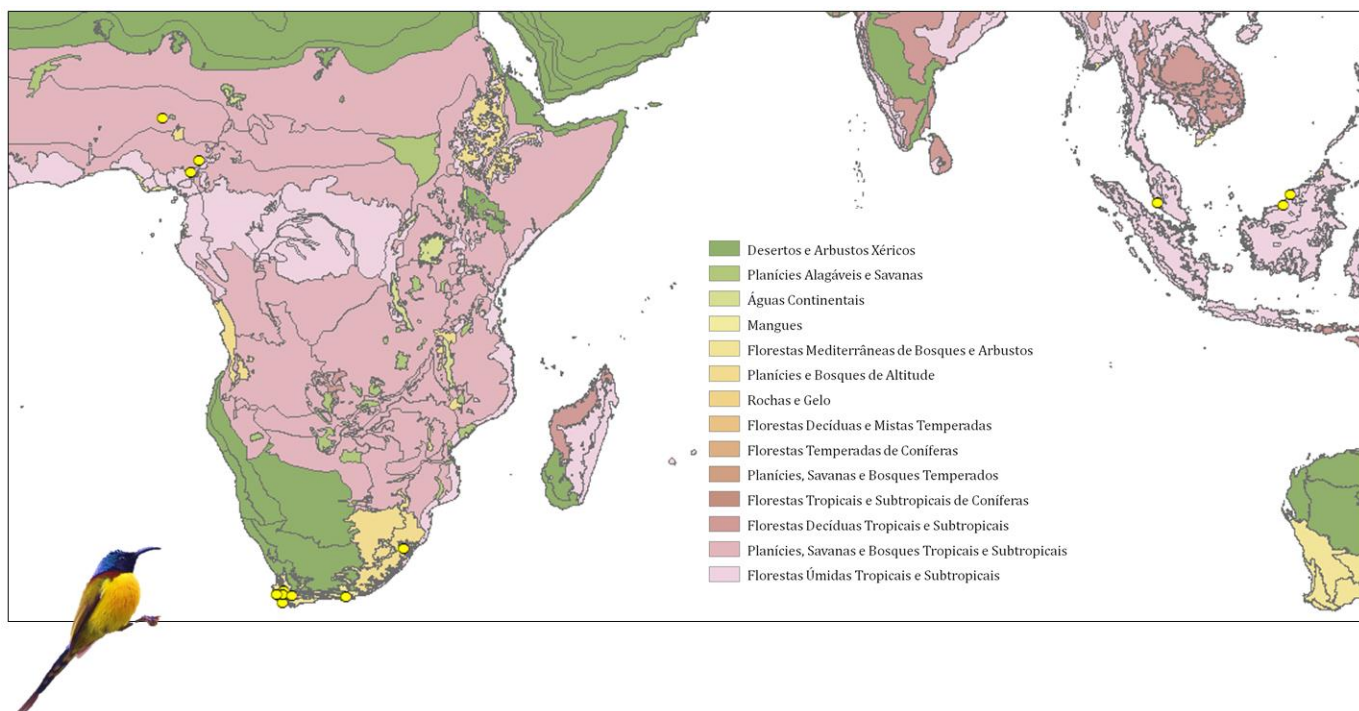 Desertos e Arbustos Xéricos
Planícies Alagáveis e Savanas
Águas Continentais
Mangues
Florestas Mediterrâneas de Bosques e Arbustos
Planícies e Bosques de Altitude
Rochas e Gelo
Florestas Decíduas e Mistas Temperadas
Florestas Temperadas de Coníferas
Planícies, Savanas e Bosques Temperados
Florestas Tropicais e Subtropicais de Coníferas
Florestas Decíduas Tropicais e Subtropicais
Planícies, Savanas e Bosques Tropicais e Subtropicais
Florestas Úmidas Tropicais e Subtropicais